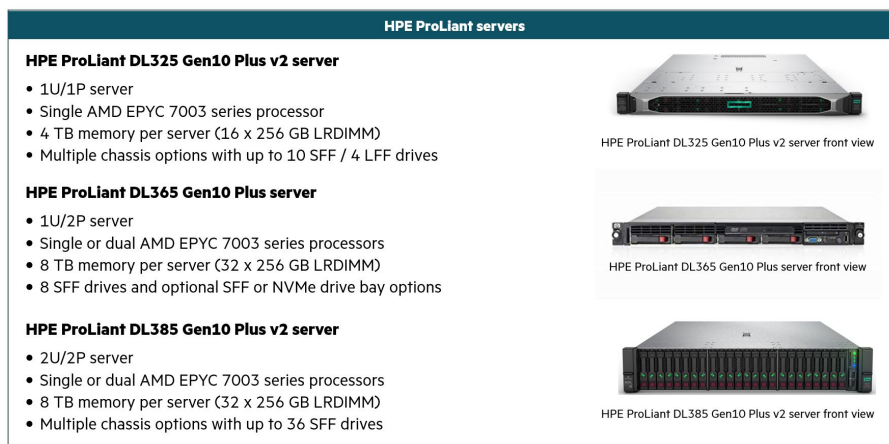 HPE ProLiant servers
HPE ProLiant DL325 Gen10 Plus v2 server
• 1U/1P server
• Single AMD EPYC 7003 series processor
• 4 TB memory per server (16 x 256 GB LRDIMM)
• Multiple chassis options with up to 10 SFF / 4 LFF drives
HPE ProLiant DL325 Gen10 Plus v2 server front view
HPE ProLiant DL365 Gen10 Plus server
• 1U/2P server
• Single or dual AMD EPYC 7003 series processors
• 8 TB memory per server (32 x 256 GB LRDIMM)
• 8 SFF drives and optional SFF or NVMe drive bay options
HPE ProLiant DL365 Gen10 Plus server front view
HPE ProLiant DL385 Gen10 Plus v2 server
• 2U/2P server
• Single or dual AMD EPYC 7003 series processors
• 8 TB memory per server (32 x 256 GB LRDIMM)
• Multiple chassis options with up to 36 SFF drives
HPE ProLiant DL385 Gen10 Plus v2 server front view